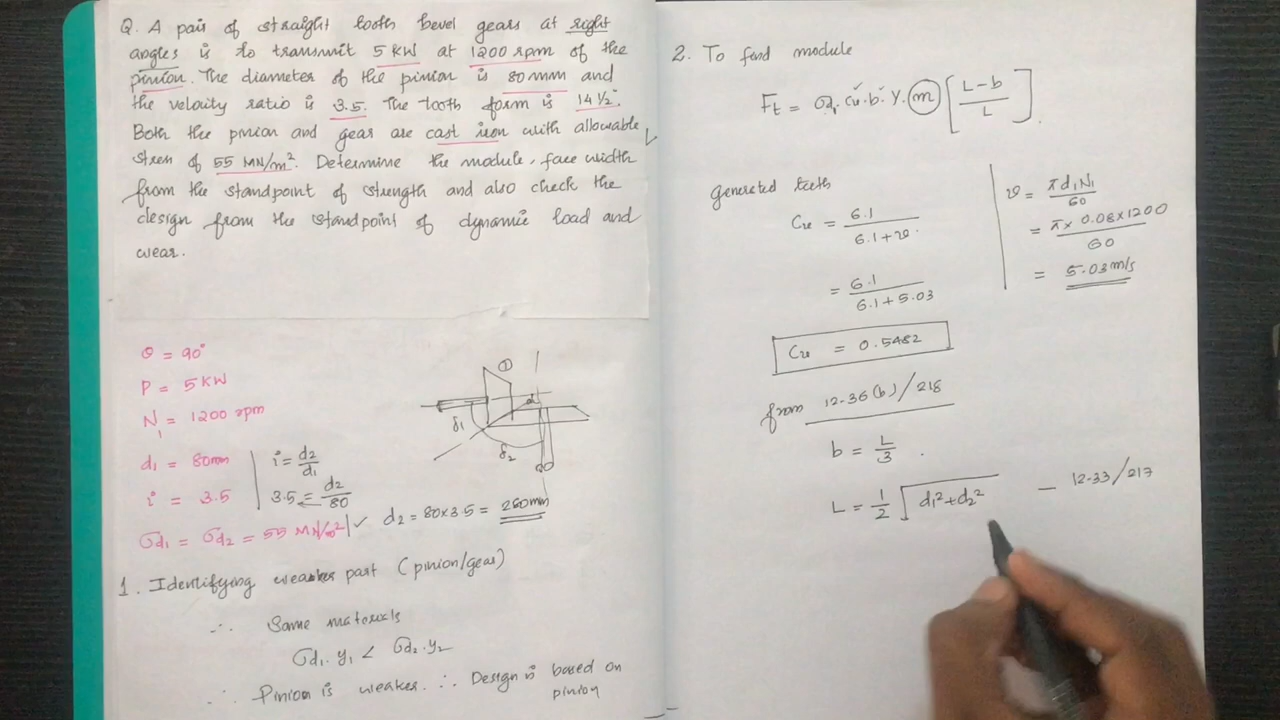 Q. A pair of straight tooth bevel gears at right
angles is to transmit 5 KW at 1200 rpm of the
pinion. The diameter of the pinion is 80 mm and
the velocity ratio is 3.5. The tooth form is 14 ½°.
Both the pinion and gear are cast iron with allowable
stress of 55 MN/m². Determine the module, face width
from the standpoint of strength and also check the
design from the standpoint of dynamic load and
wear.
θ = 90°
P = 5 KW
N₁ = 1200 rpm
d₁ = 80mm
i = 3.5
i = d₂/d₁
3.5 = d₂/80
σd₁ = σd₂ = 55 MN/m² ✓
d₂ = 80×3.5 = 280mm
①
δ₁
δ₂
1. Identifying weaker part (pinion/gear)
∴ Same materials
σd₁. y₁ < σd₂. y₂
∴ Pinion is weaker. ∴ Design is based on
pinion
2. To find module
Ft = σd. Cv. b. Y. m [L-b/L].
generated teeth
Cv = 6.1/6.1+v.
= 6.1/6.1+5.03
Cv = 0.5482
v = πd₁N₁/60
= π×0.08×1200/60
= 5.03 m/s
from 12.36(b)/218
b = L/3.
L = 1/2 √d₁²+d₂² — 12.33/217